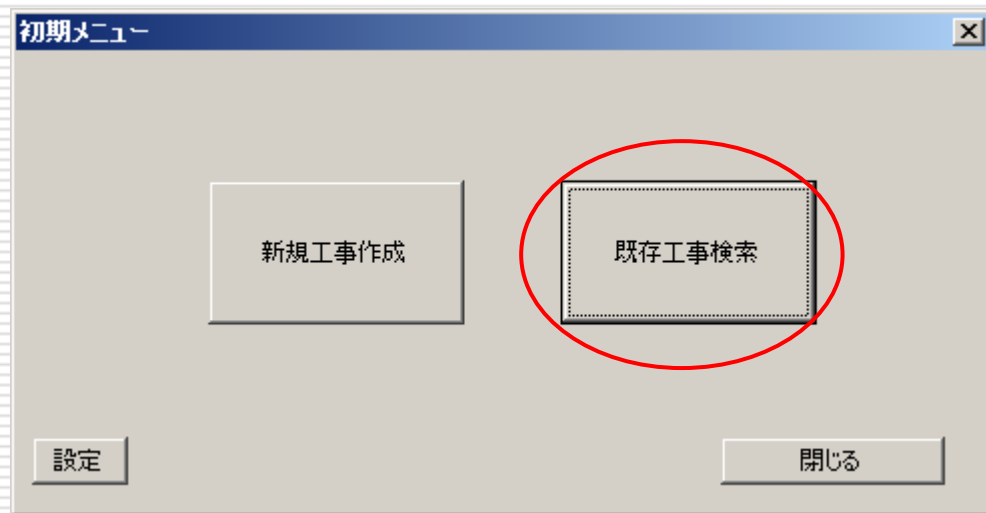 初期メニュー
新規工事作成
既存工事検索
設定
閉じる